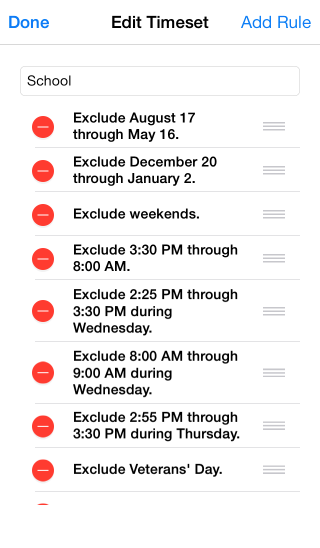 Done Edit Timeset Add Rule
School
Exclude August 17
through May 16.
Exclude December 20
through January 2.
Exclude weekends.
Exclude 3:30 PM through
8:00 AM.
Exclude 2:25 PM through
3:30 PM during
Wednesday.
Exclude 8:00 AM through
9:00 AM during
Wednesday.
Exclude 2:55 PM through
3:30 PM during Thursday.
Exclude Veterans' Day.